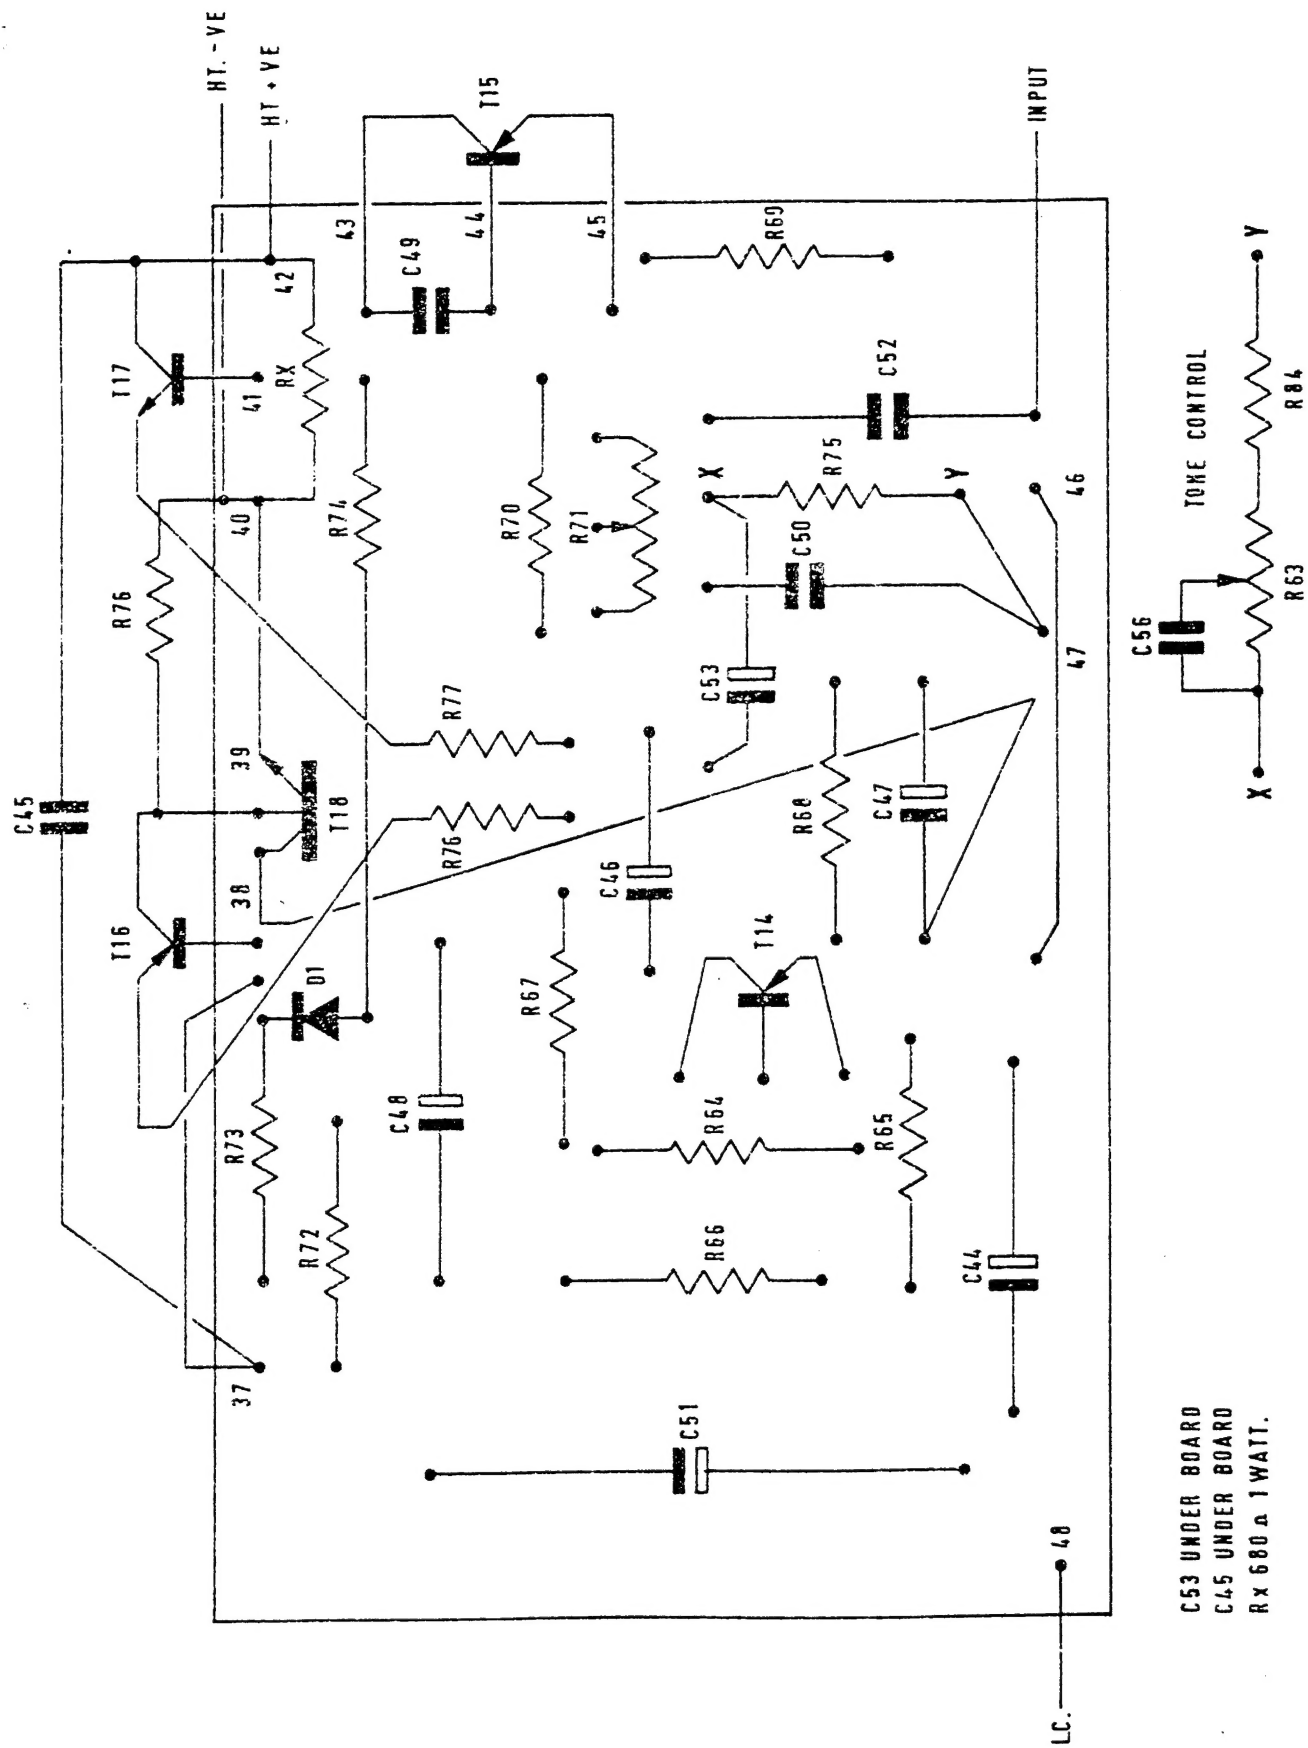 C45
T16
T17
R76
HT. - VE
HT + VE
37
38
39
40
41
42
R73
D1
T18
RX
43
C49
44
T15
45
R72
R74
C48
R76
R77
R70
R71
R67
C46
R69
C51
R66
R64
T14
C53
X
C50
R75
C52
Y
R65
R68
C47
C44
46
47
INPUT
48
L.C.
C53 UNDER BOARD
C45 UNDER BOARD
RX 680Ω 1WATT.
TONE CONTROL
C56
X
R63
R84
Y